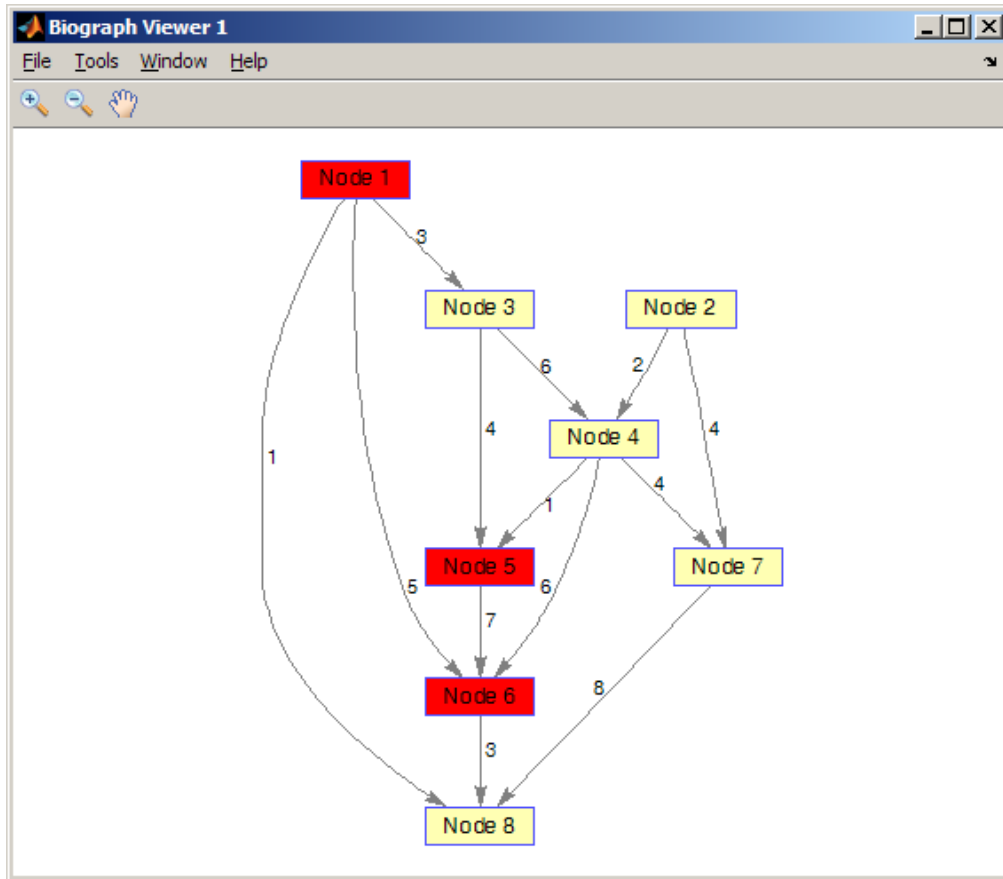 Biograph Viewer 1
File Tools Window Help
Node 1
3
Node 3
Node 2
6
2
4
4
Node 4
1
4
1
Node 5
Node 7
5
6
7
8
Node 6
3
Node 8